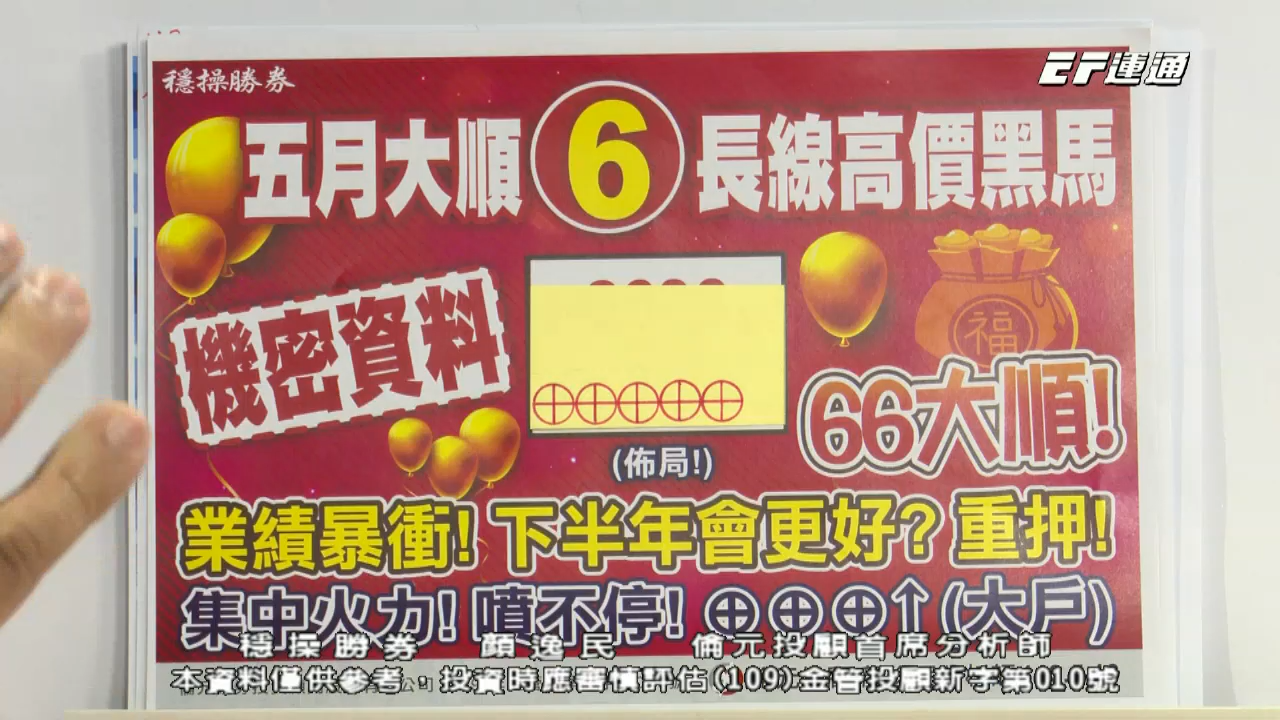 穩操勝券
EF運通
五月大順 6 長線高價黑馬
機密資料
福
⊕⊕⊕⊕⊕
66大順!
(佈局!)
業績暴衝! 下半年會更好? 重押!
集中火力! 噴不停! ⊕⊕⊕↑(大戶)
穩操勝券 顏逸民 倫元投顧首席分析師
本資料僅供參考，投資時應審慎評估(109)金管投顧新字第010號